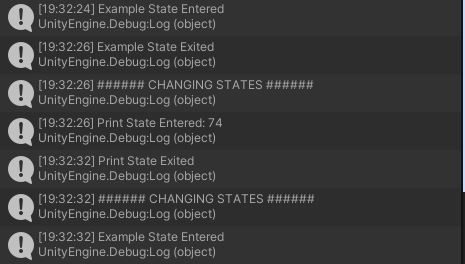 [19:32:24] Example State Entered
UnityEngine.Debug:Log (object)
[19:32:26] Example State Exited
UnityEngine.Debug:Log (object)
[19:32:26] ###### CHANGING STATES ######
UnityEngine.Debug:Log (object)
[19:32:26] Print State Entered: 74
UnityEngine.Debug:Log (object)
[19:32:32] Print State Exited
UnityEngine.Debug:Log (object)
[19:32:32] ###### CHANGING STATES ######
UnityEngine.Debug:Log (object)
[19:32:32] Example State Entered
UnityEngine.Debug:Log (object)